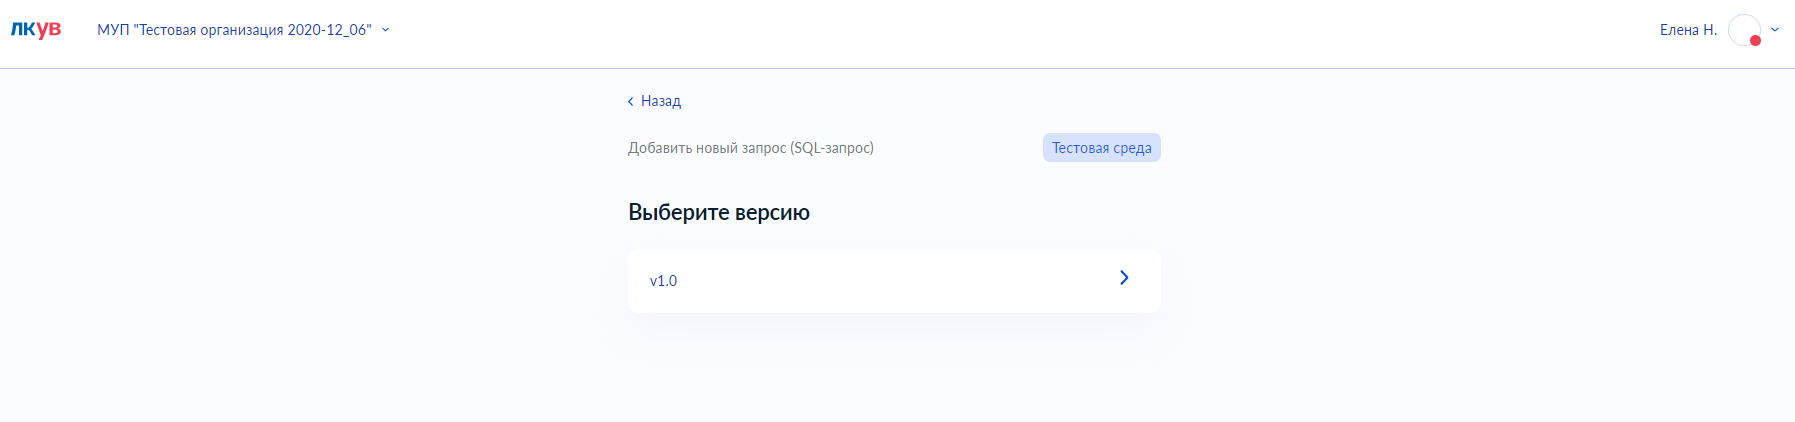 лкув
МУП "Тестовая организация 2020-12_06"
Елена Н.
Назад
Добавить новый запрос (SQL-запрос)
Тестовая среда
Выберите версию
v1.0